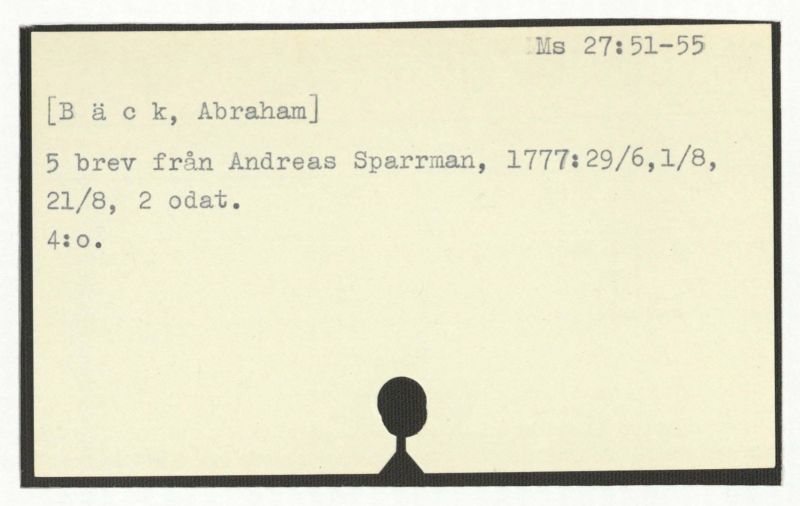 Ms 27:51-55
[B ä c k, Abraham]
5 brev från Andreas Sparrman, 1777:29/6,1/8,
21/8, 2 odat.
4:o.